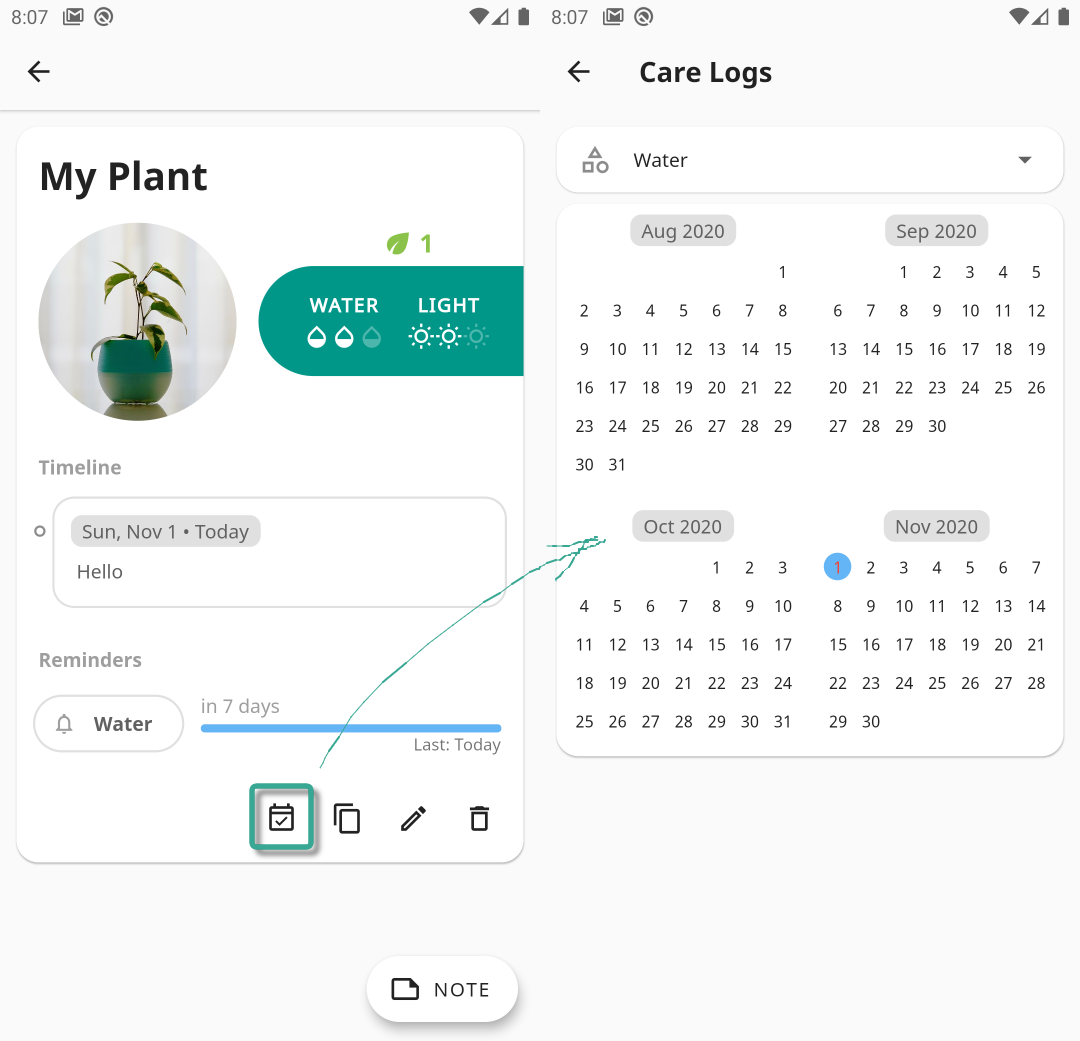 8:07
My Plant
1
WATER LIGHT
Timeline
Sun, Nov 1 • Today
Hello
Reminders
Water
in 7 days
Last: Today
NOTE
8:07
Care Logs
Water
Aug 2020
1
2 3 4 5 6 7 8
9 10 11 12 13 14 15
16 17 18 19 20 21 22
23 24 25 26 27 28 29
30 31
Sep 2020
1 2 3 4 5
6 7 8 9 10 11 12
13 14 15 16 17 18 19
20 21 22 23 24 25 26
27 28 29 30
Oct 2020
1 2 3
4 5 6 7 8 9 10
11 12 13 14 15 16 17
18 19 20 21 22 23 24
25 26 27 28 29 30 31
Nov 2020
1 2 3 4 5 6 7
8 9 10 11 12 13 14
15 16 17 18 19 20 21
22 23 24 25 26 27 28
29 30